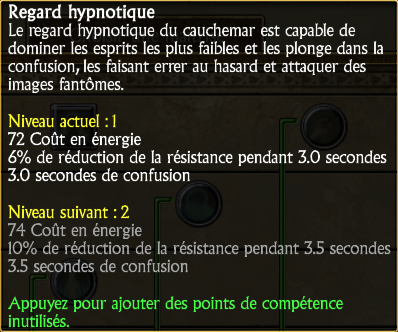 Regard hypnotique
Le regard hypnotique du cauchemar est capable de
dominer les esprits les plus faibles et les plonge dans la
confusion, les faisant errer au hasard et attaquer des
images fantômes.
Niveau actuel : 1
72 Coût en énergie
6% de réduction de la résistance pendant 3.0 secondes
3.0 secondes de confusion
Niveau suivant : 2
74 Coût en énergie
10% de réduction de la résistance pendant 3.5 secondes
3.5 secondes de confusion
Appuyez pour ajouter des points de compétence
inutilisés.